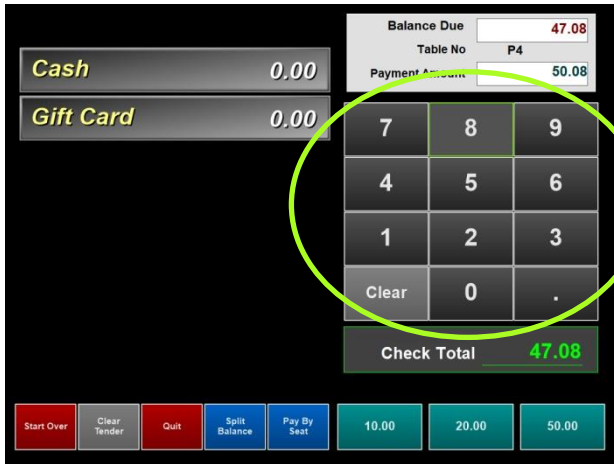 Balance Due 47.08
Table No P4
Payment Amount 50.08
Cash 0.00
Gift Card 0.00
7 8 9
4 5 6
1 2 3
Clear 0 .
Check Total 47.08
Start Over
Clear Tender
Quit
Split Balance
Pay By Seat
10.00 20.00 50.00